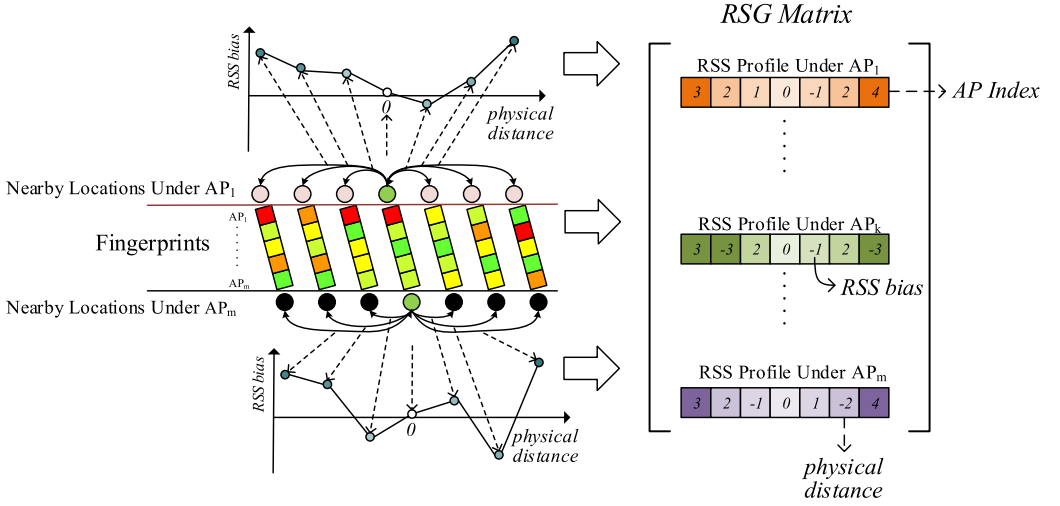 RSG Matrix
RSS bias
0
physical
distance
RSS Profile Under AP1
3 2 1 0 -1 2 4
AP Index
Nearby Locations Under AP1
AP1
Fingerprints
APm
Nearby Locations Under APm
RSS Profile Under APk
3 -3 2 0 -1 2 -3
RSS bias
RSS bias
0
physical
distance
RSS Profile Under APm
3 2 -1 0 1 -2 4
physical
distance